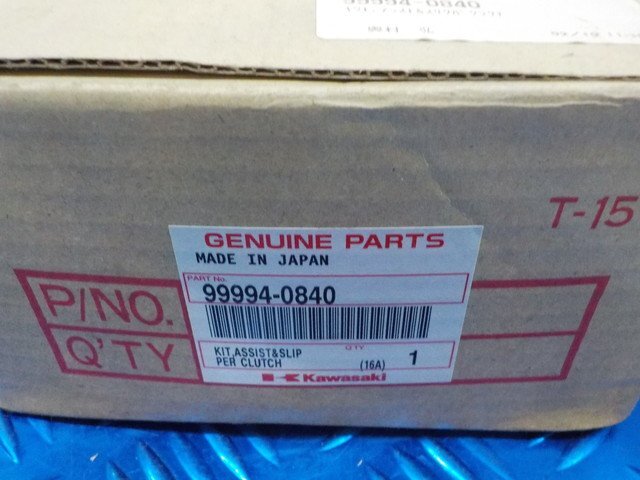 99994-0840
T-15
GENUINE PARTS
MADE IN JAPAN
PART No.
99994-0840
P/NO.
Q'TY
KIT,ASSIST&SLIP
PER CLUTCH
(16A)
QTY
1
Kawasaki